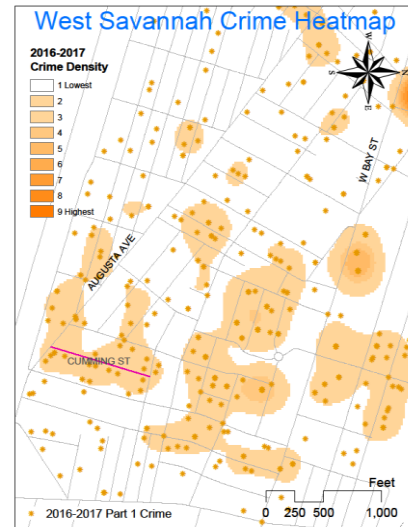 West Savannah Crime Heatmap
2016-2017
Crime Density
1 Lowest
2
3
4
5
6
7
8
9 Highest
W
S
N
E
W BAY ST
AUGUSTA AVE
CUMMING ST
2016-2017 Part 1 Crime
Feet
0 250 500 1,000